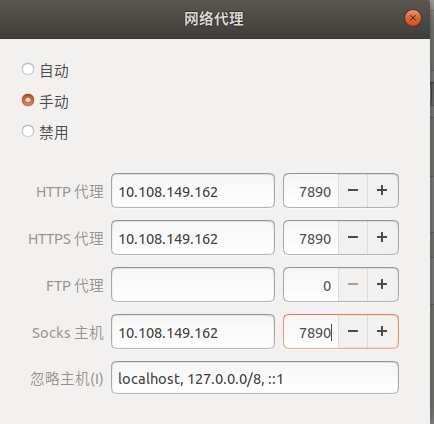 网络代理
自动
手动
禁用
HTTP 代理 10.108.149.162 7890 − +
HTTPS 代理 10.108.149.162 7890 − +
FTP 代理 0 − +
Socks 主机 10.108.149.162 7890 − +
忽略主机(I) localhost, 127.0.0.0/8, ::1